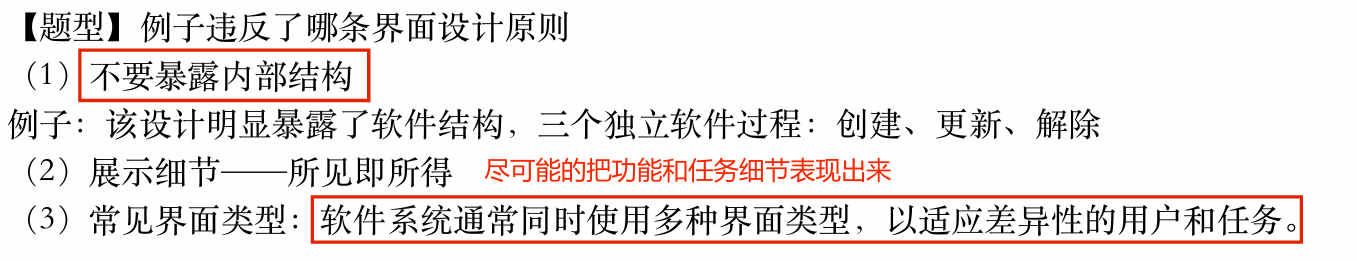 【题型】例子违反了哪条界面设计原则
（1）不要暴露内部结构
例子：该设计明显暴露了软件结构，三个独立软件过程：创建、更新、解除
（2）展示细节——所见即所得 尽可能的把功能和任务细节表现出来
（3）常见界面类型：软件系统通常同时使用多种界面类型，以适应差异性的用户和任务。